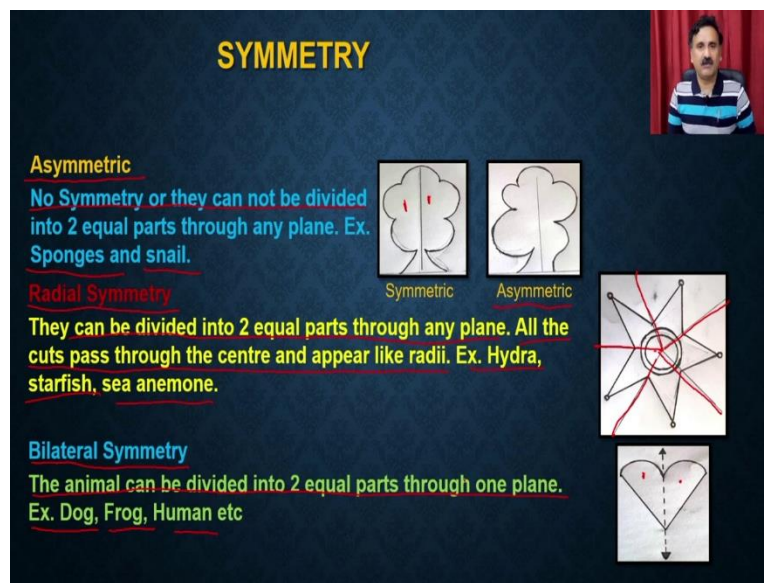 SYMMETRY
Asymmetric
No Symmetry or they can not be divided
into 2 equal parts through any plane. Ex.
Sponges and snail.
Symmetric
Asymmetric
Radial Symmetry
They can be divided into 2 equal parts through any plane. All the
cuts pass through the centre and appear like radii. Ex. Hydra,
starfish, sea anemone.
Bilateral Symmetry
The animal can be divided into 2 equal parts through one plane.
Ex. Dog, Frog, Human etc